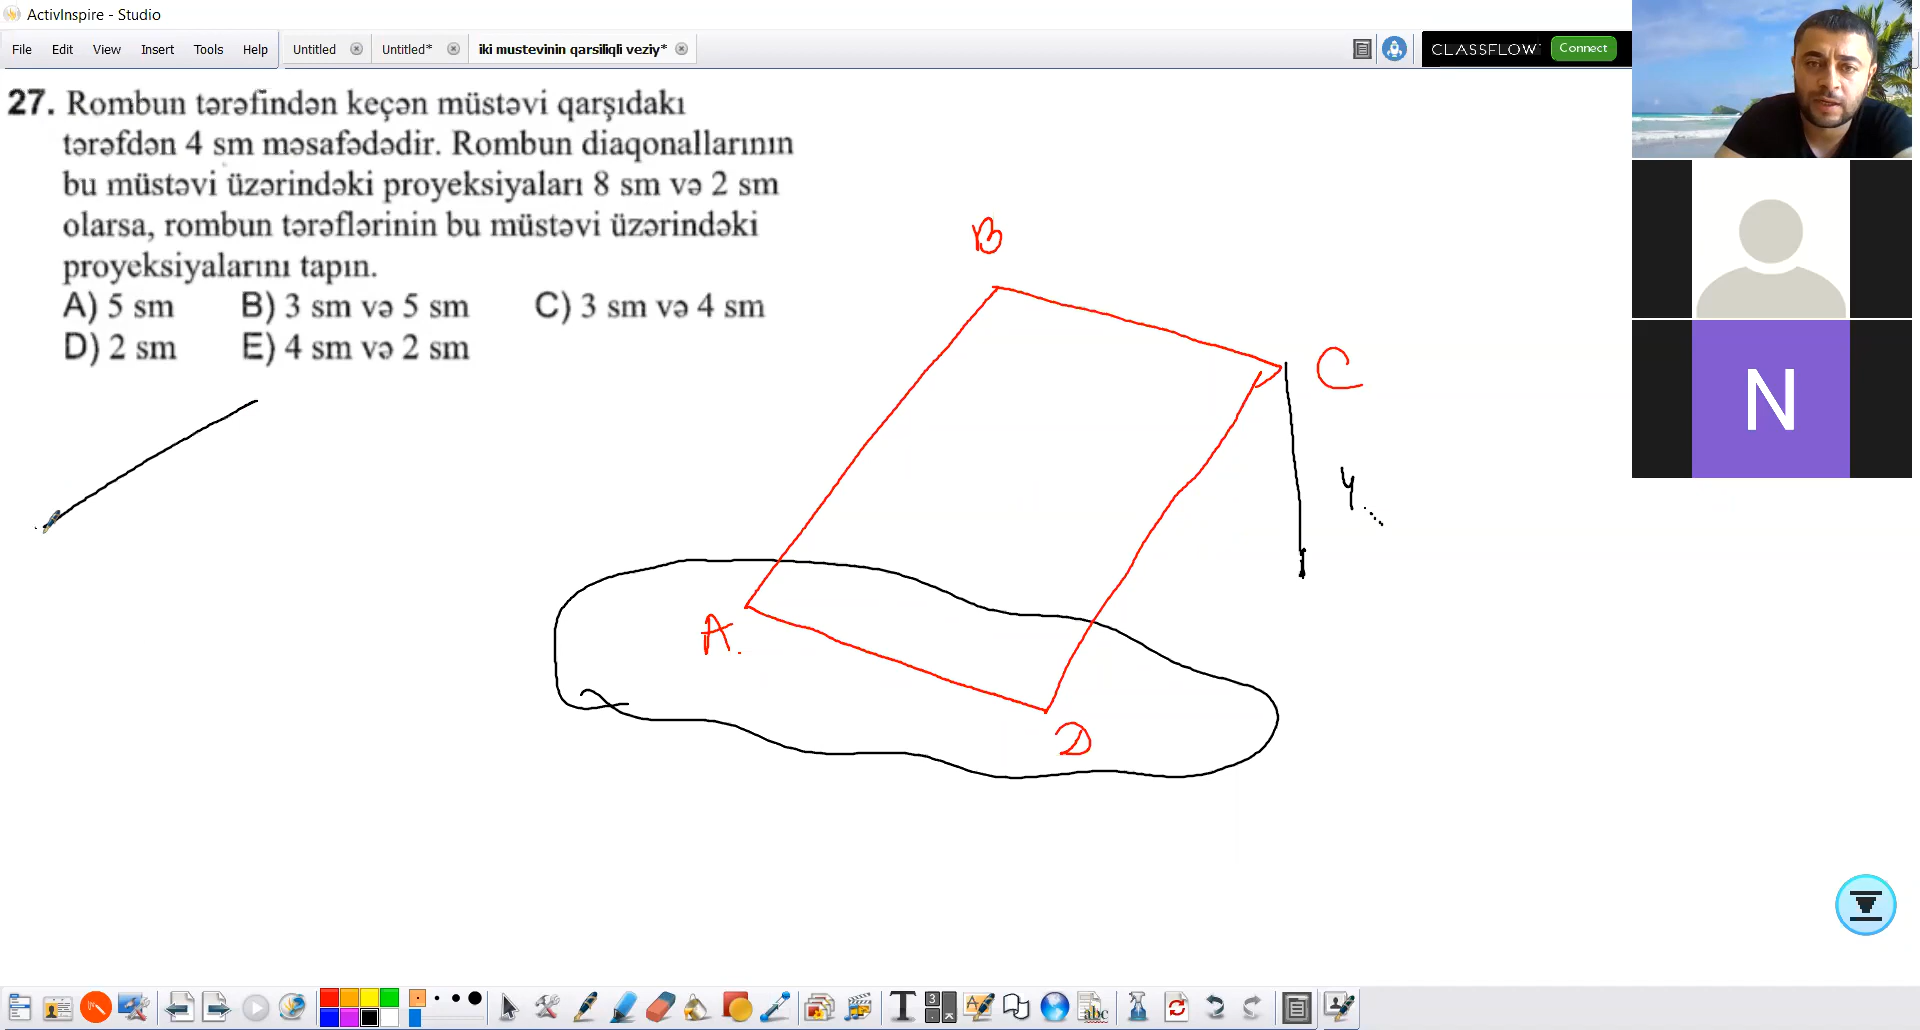 ActivInspire - Studio
File Edit View Insert Tools Help Untitled Untitled* iki mustevinin qarsiliqli veziy* CLASSFLOW Connect
27. Rombun tərəfindən keçən müstəvi qarşıdakı
tərəfdən 4 sm məsafədədir. Rombun diaqonallarının
bu müstəvi üzərindəki proyeksiyaları 8 sm və 2 sm
olarsa, rombun tərəflərinin bu müstəvi üzərindəki
proyeksiyalarını tapın.
A) 5 sm B) 3 sm və 5 sm C) 3 sm və 4 sm
D) 2 sm E) 4 sm və 2 sm
B
C
4
A
D
N